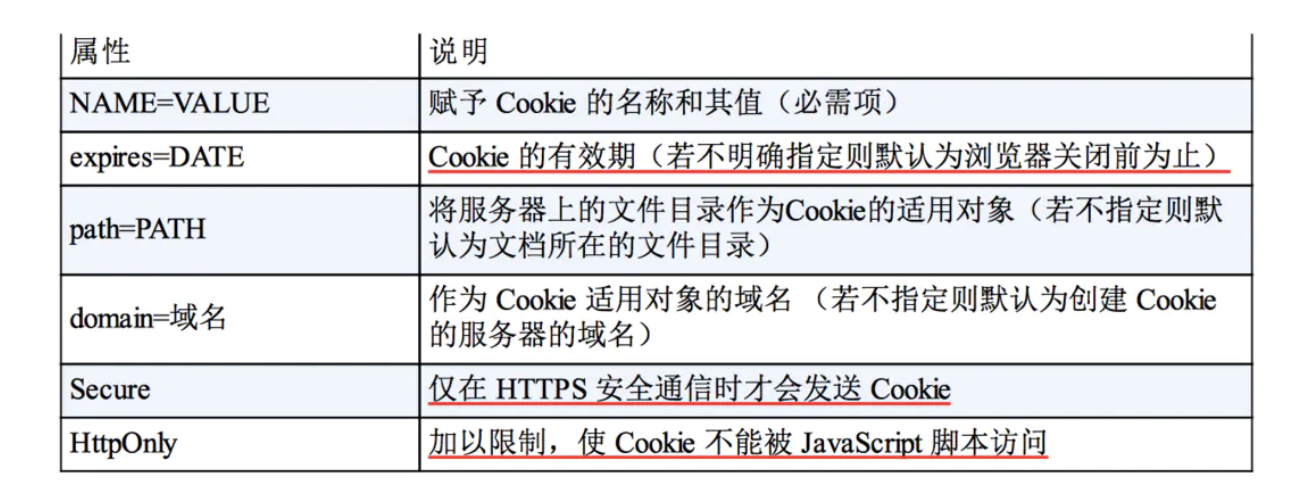 属性
说明
NAME=VALUE
赋予 Cookie 的名称和其值（必需项）
expires=DATE
Cookie 的有效期（若不明确指定则默认为浏览器关闭前为止）
path=PATH
将服务器上的文件目录作为Cookie的适用对象（若不指定则默
认为文档所在的文件目录）
domain=域名
作为 Cookie 适用对象的域名 （若不指定则默认为创建 Cookie
的服务器的域名）
Secure
仅在 HTTPS 安全通信时才会发送 Cookie
HttpOnly
加以限制，使 Cookie 不能被 JavaScript 脚本访问